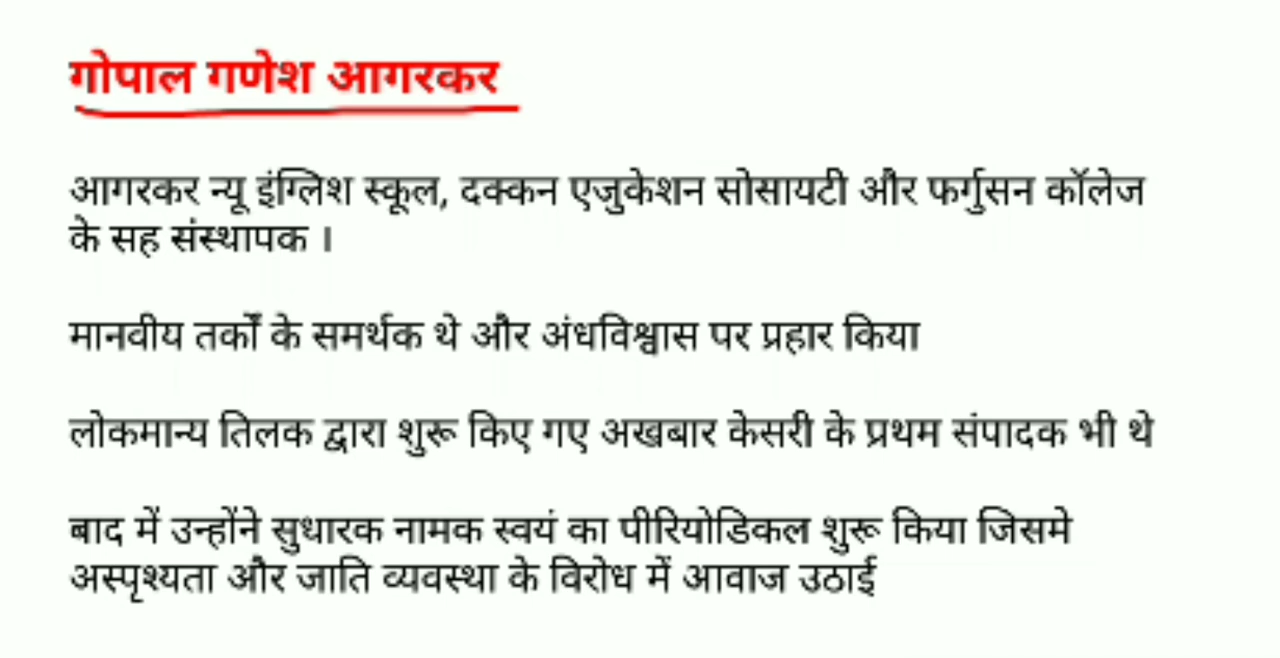 गोपाल गणेश आगरकर
आगरकर न्यू इंग्लिश स्कूल, दक्कन एजुकेशन सोसायटी और फर्गुसन कॉलेज
के सह संस्थापक ।
मानवीय तर्कों के समर्थक थे और अंधविश्वास पर प्रहार किया
लोकमान्य तिलक द्वारा शुरू किए गए अखबार केसरी के प्रथम संपादक भी थे
बाद में उन्होंने सुधारक नामक स्वयं का पीरियोडिकल शुरू किया जिसमे
अस्पृश्यता और जाति व्यवस्था के विरोध में आवाज उठाई